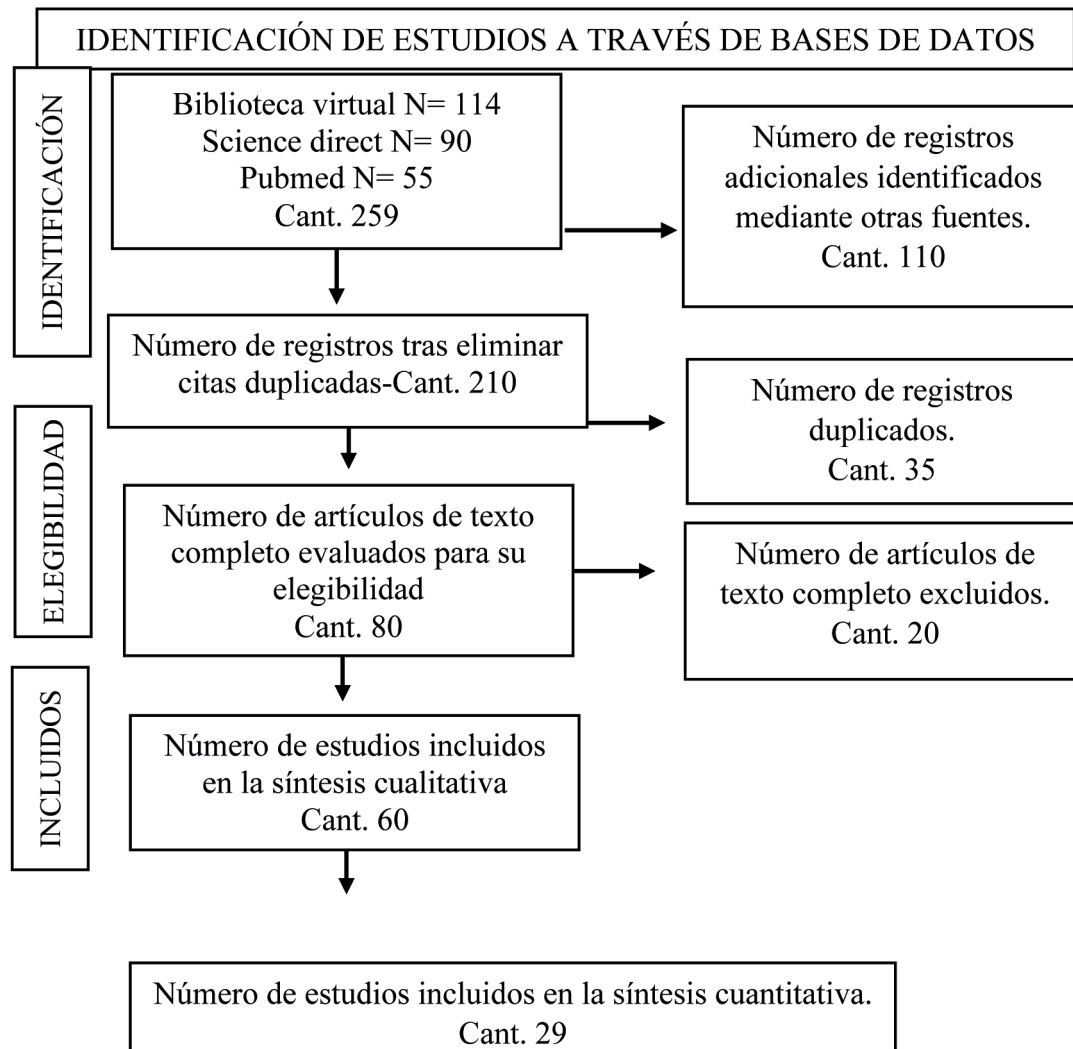 IDENTIFICACIÓN DE ESTUDIOS A TRAVÉS DE BASES DE DATOS
IDENTIFICACIÓN
Biblioteca virtual N= 114
Science direct N= 90
Pubmed N= 55
Cant. 259
Número de registros
adicionales identificados
mediante otras fuentes.
Cant. 110
Número de registros tras eliminar
citas duplicadas-Cant. 210
Número de registros
duplicados.
Cant. 35
ELEGIBILIDAD
Número de artículos de texto
completo evaluados para su
elegibilidad
Cant. 80
Número de artículos de
texto completo excluidos.
Cant. 20
INCLUIDOS
Número de estudios incluidos
en la síntesis cualitativa
Cant. 60
Número de estudios incluidos en la síntesis cuantitativa.
Cant. 29